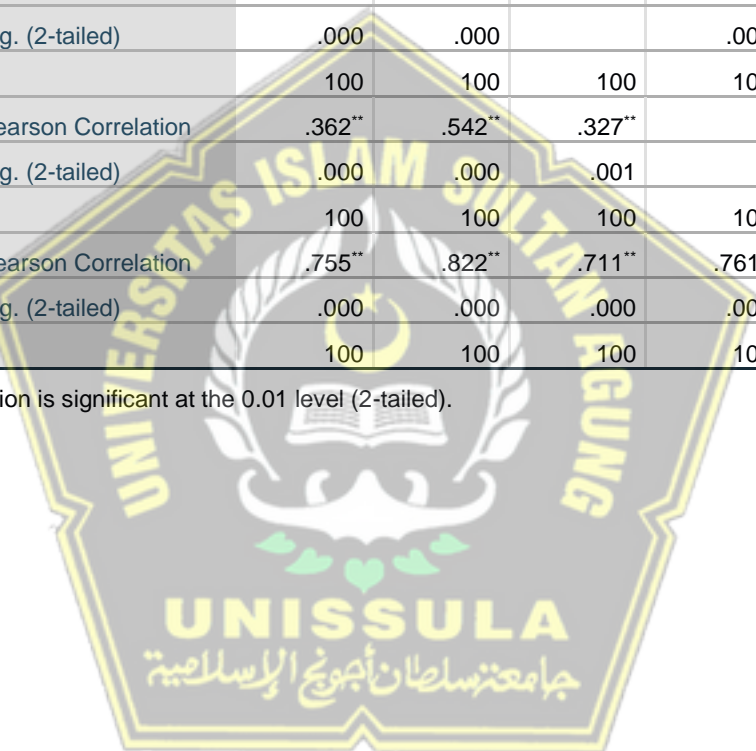 g. (2-tailed) .000 .000 .00
100 100 100 10
earson Correlation .362** .542** .327**
g. (2-tailed) .000 .000 .001
100 100 100 10
earson Correlation .755** .822** .711** .761
g. (2-tailed) .000 .000 .000 .00
100 100 100 10
ion is significant at the 0.01 level (2-tailed).
UNIVERSITAS ISLAM SULTAN AGUNG
UNISSULA
جامعة سلطان أجونج الإسلامية